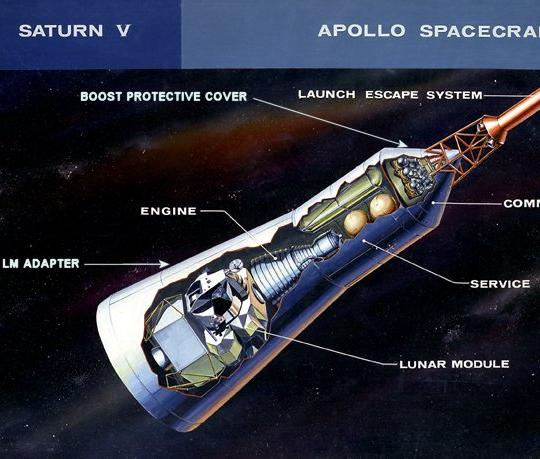 SATURN V
APOLLO SPACECRA
BOOST PROTECTIVE COVER
LAUNCH ESCAPE SYSTEM
COMM
ENGINE
LM ADAPTER
SERVICE
LUNAR MODULE